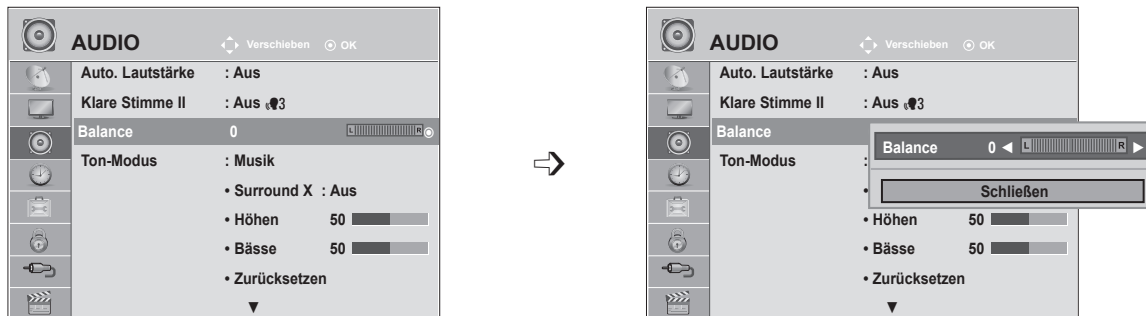 AUDIO
Verschieben OK
Auto. Lautstärke : Aus
Klare Stimme II : Aus 3
Balance 0 L R
Ton-Modus : Musik
• Surround X : Aus
• Höhen 50
• Bässe 50
• Zurücksetzen
▼
AUDIO
Verschieben OK
Auto. Lautstärke : Aus
Klare Stimme II : Aus 3
Balance
Ton-Modus :
•
• Höhen 50
• Bässe 50
• Zurücksetzen
▼
Balance 0 ◄ L R ►
Schließen